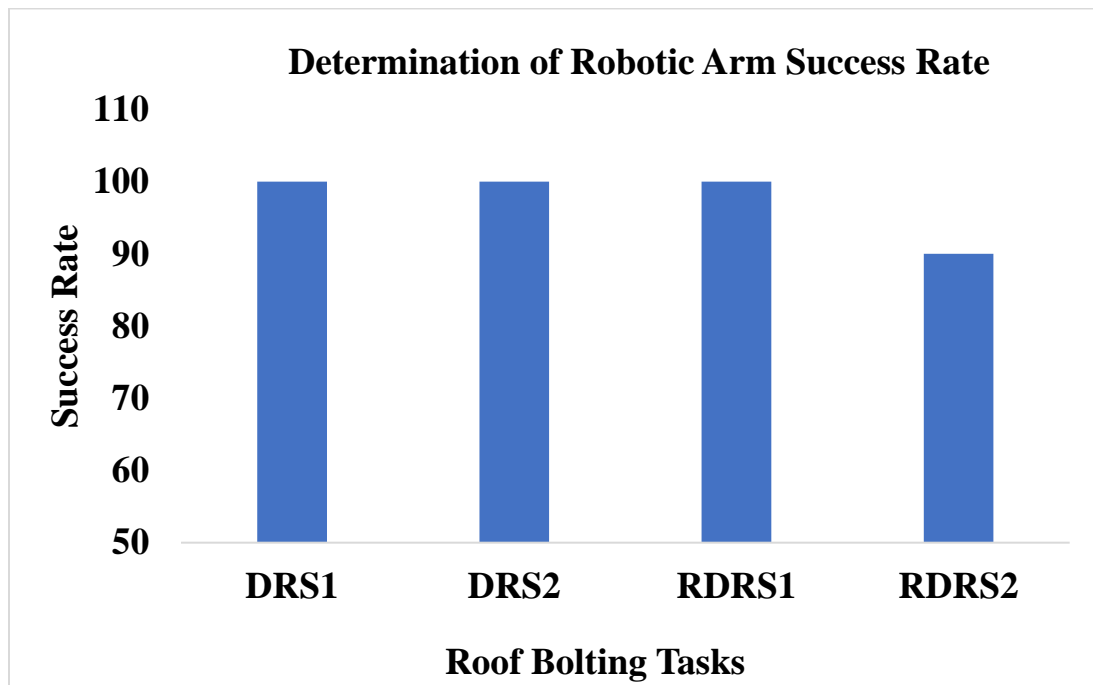 Determination of Robotic Arm Success Rate
110
100
90
80
70
60
50
Success Rate
DRS1 DRS2 RDRS1 RDRS2
Roof Bolting Tasks